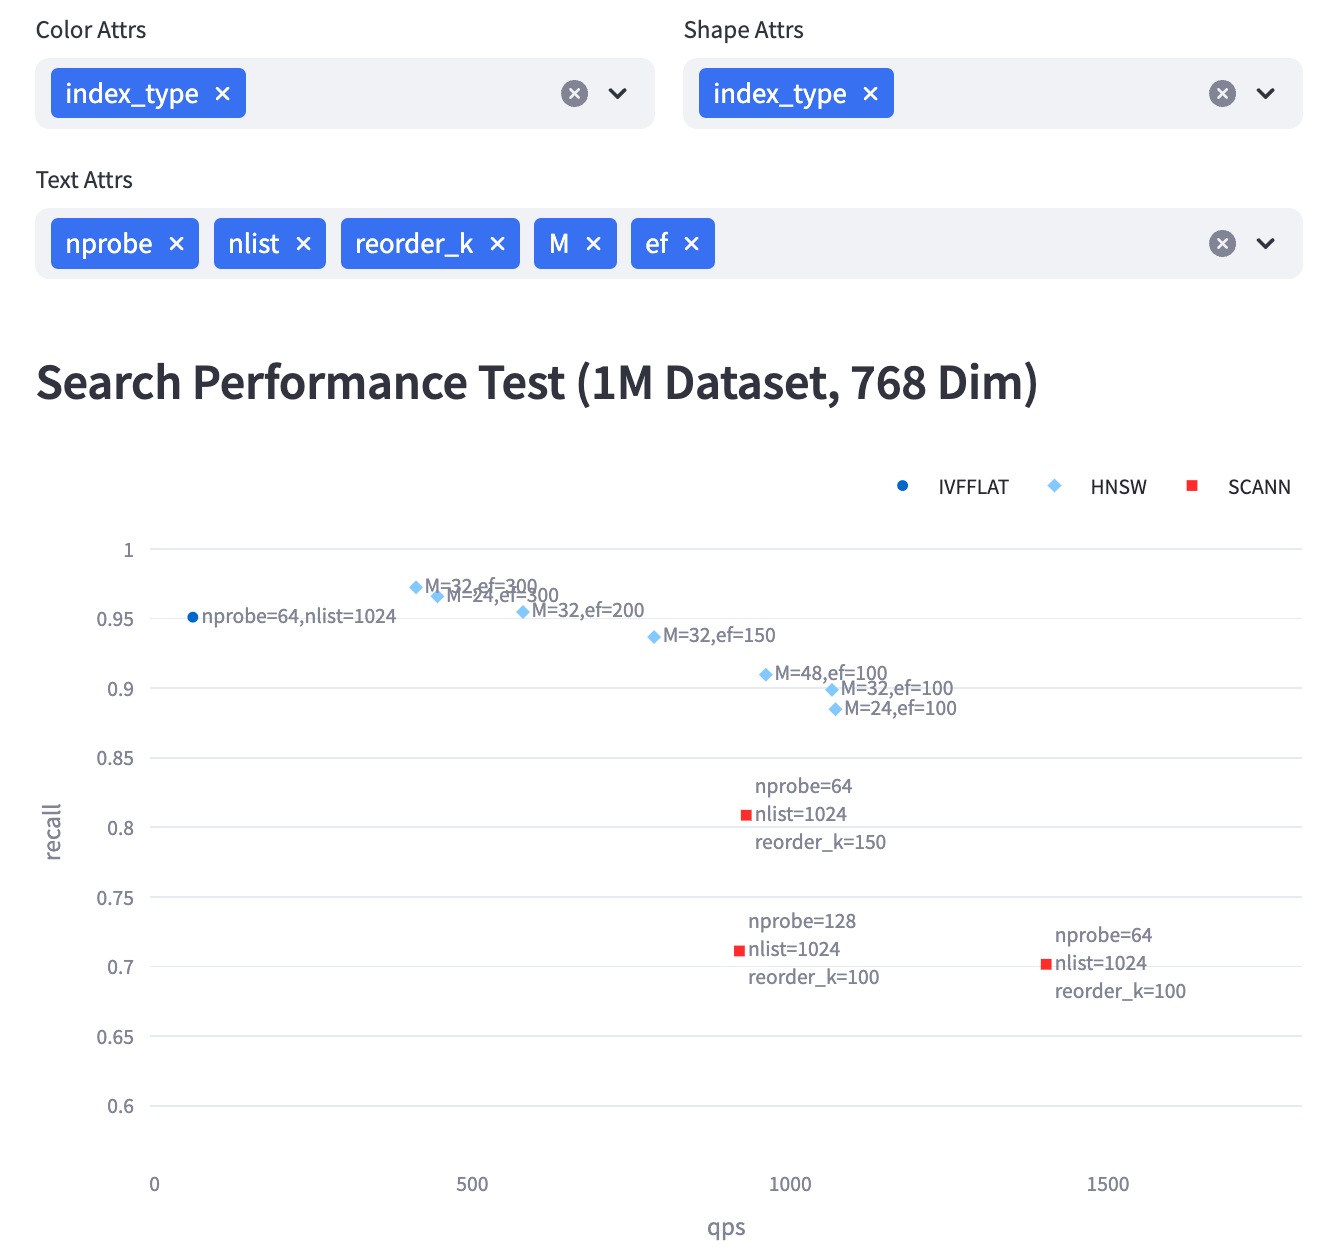 Color Attrs
Shape Attrs
index_type ×
index_type ×
Text Attrs
nprobe × nlist × reorder_k × M × ef ×
Search Performance Test (1M Dataset, 768 Dim)
IVFFLAT HNSW SCANN
1
M=32,ef=300
M=24,ef=300
M=32,ef=200
0.95
nprobe=64,nlist=1024
M=32,ef=150
M=48,ef=100
0.9
M=32,ef=100
M=24,ef=100
0.85
nprobe=64
nlist=1024
reorder_k=150
0.8
recall
0.75
nprobe=128
nlist=1024
reorder_k=100
nprobe=64
nlist=1024
reorder_k=100
0.7
0.65
0.6
0 500 1000 1500
qps